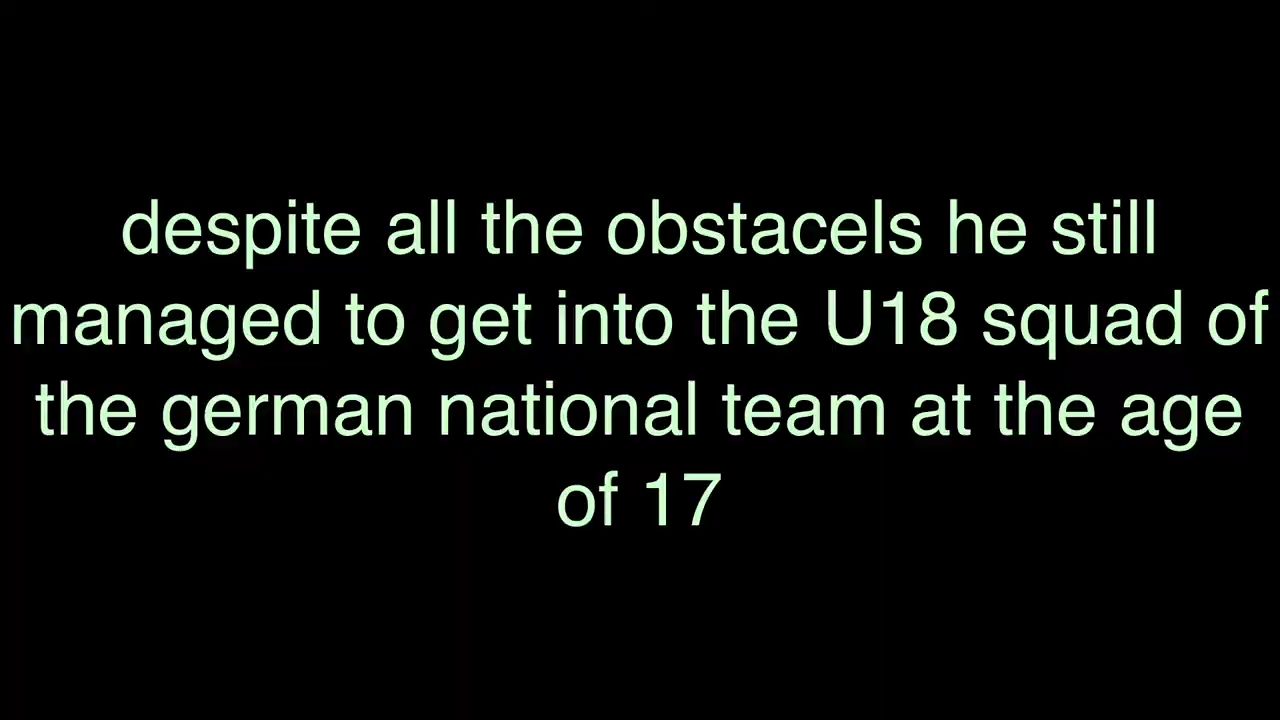 despite all the obstacels he still
managed to get into the U18 squad of
the german national team at the age
of 17